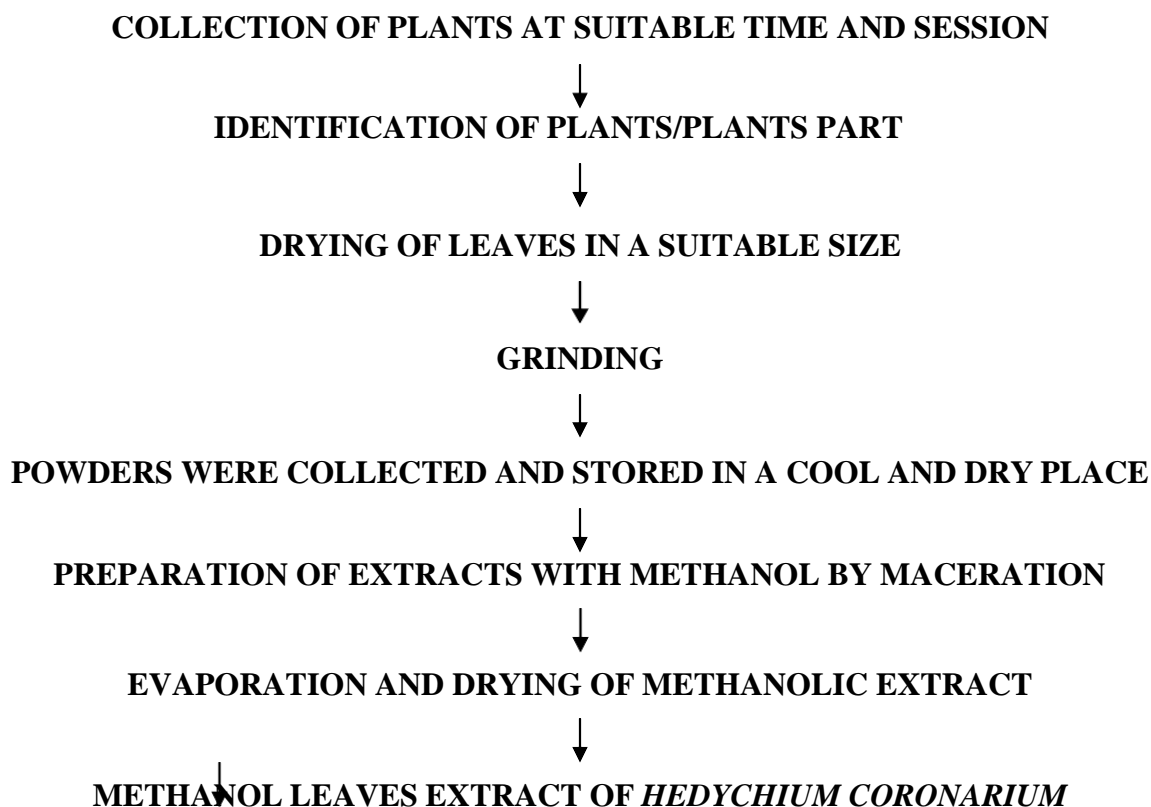 COLLECTION OF PLANTS AT SUITABLE TIME AND SESSION
IDENTIFICATION OF PLANTS/PLANTS PART
DRYING OF LEAVES IN A SUITABLE SIZE
GRINDING
POWDERS WERE COLLECTED AND STORED IN A COOL AND DRY PLACE
PREPARATION OF EXTRACTS WITH METHANOL BY MACERATION
EVAPORATION AND DRYING OF METHANOLIC EXTRACT
METHANOL LEAVES EXTRACT OF HEDYCHIUM CORONARIUM